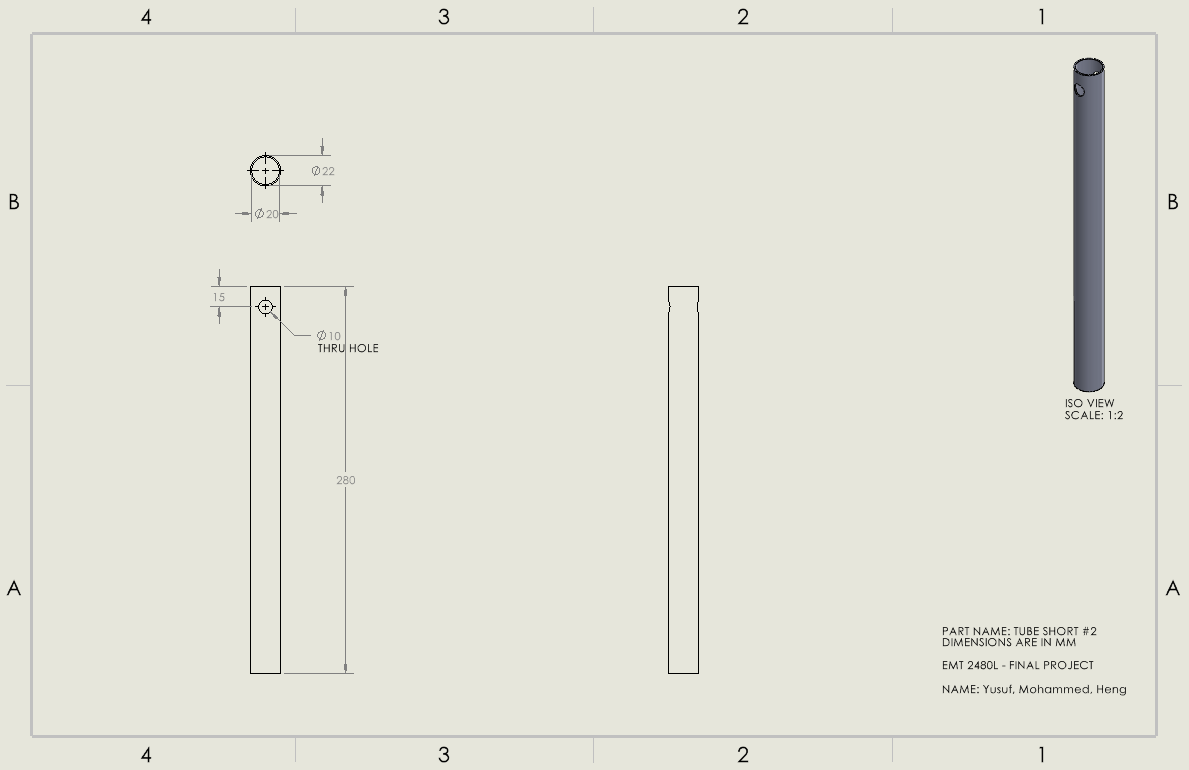 4 3 2 1
B B
Ø22
Ø20
15
Ø10
THRU HOLE
280
ISO VIEW
SCALE: 1:2
A A
PART NAME: TUBE SHORT #2
DIMENSIONS ARE IN MM
EMT 2480L - FINAL PROJECT
NAME: Yusuf, Mohammed, Heng
4 3 2 1